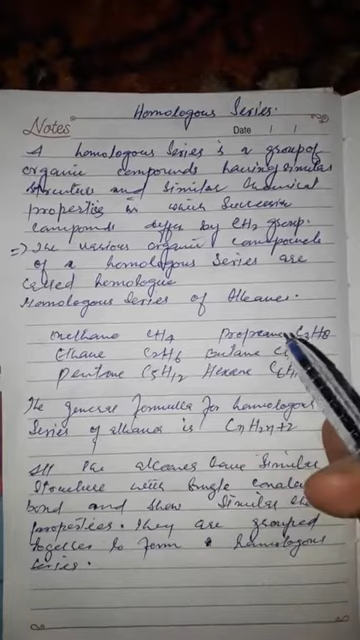 Homologous Series.
Notes
Date / /
A homologous Series is a group of
organic compounds having similar
structure and similar chemical
properties in which successive
compounds differ by CH2 group.
=) The various organic compounds
of a homologous Series are
called homologue
Homologous Series of Alkanes.
Methane CH4 Propane C3H8
Ethane C2H6 Butane
Pentane C5H12 Hexane
The general formula for homologous
Series of alkanes is CnH2n+2
All the alkanes have similar
structure with single covalent
bond and show similar
properties. They are grouped
together to form a homologous
series.